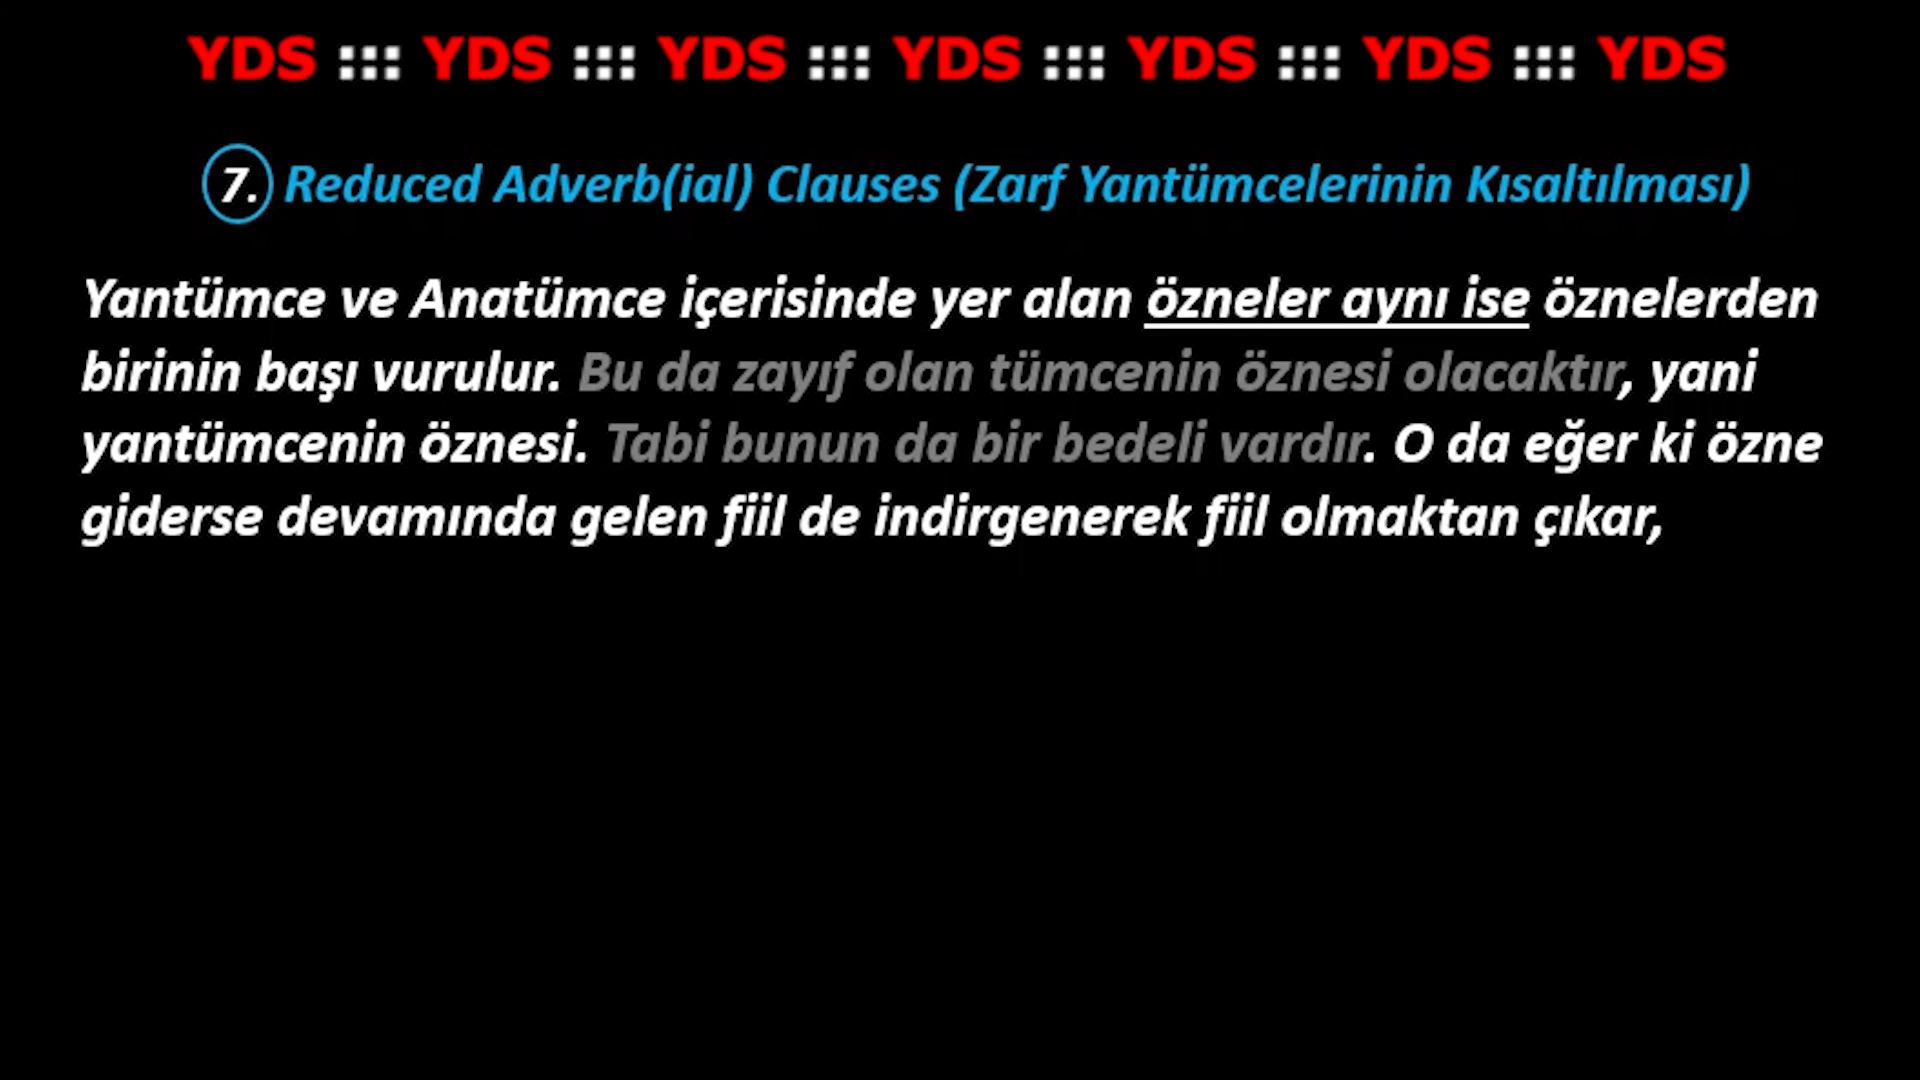 YDS ::: YDS ::: YDS ::: YDS ::: YDS ::: YDS ::: YDS
7. Reduced Adverb(ial) Clauses (Zarf Yantümcelerinin Kısaltılması)
Yantümce ve Anatümce içerisinde yer alan özneler aynı ise öznelerden
birinin başı vurulur. Bu da zayıf olan tümcenin öznesi olacaktır, yani
yantümcenin öznesi. Tabi bunun da bir bedeli vardır. O da eğer ki özne
giderse devamında gelen fiil de indirgenerek fiil olmaktan çıkar,